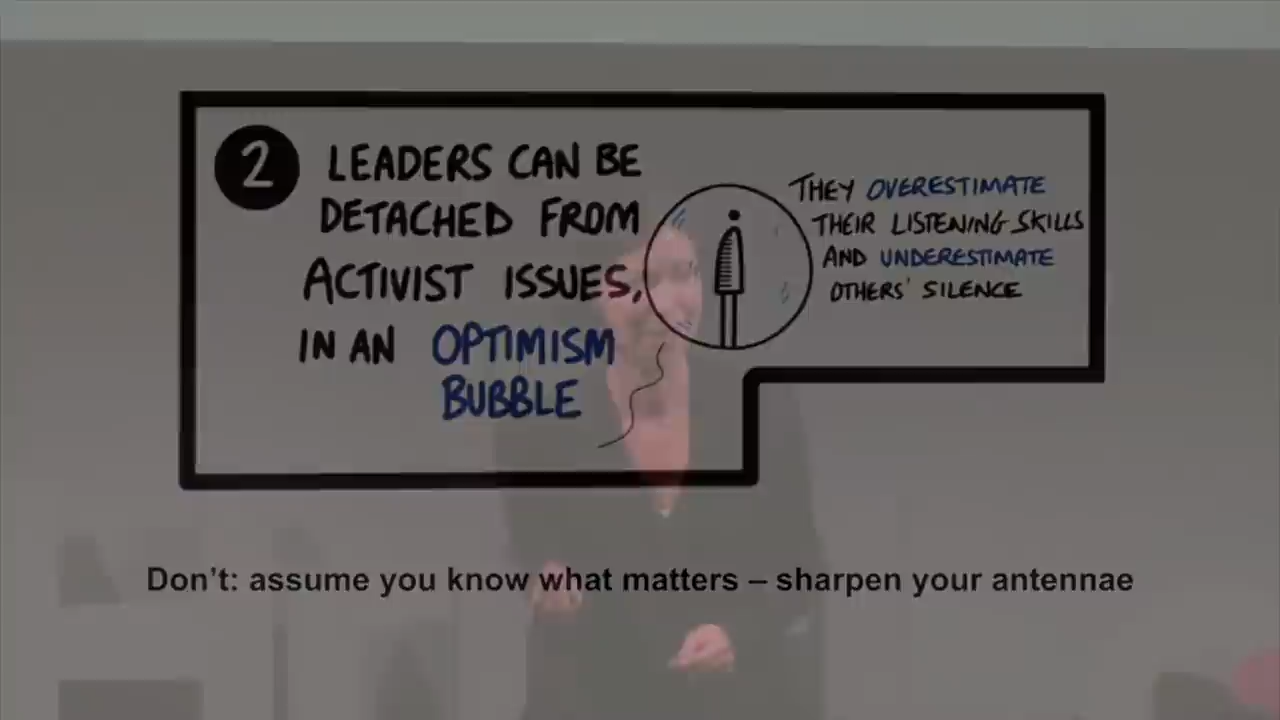 2
LEADERS CAN BE
DETACHED FROM
ACTIVIST ISSUES,
IN AN OPTIMISM
BUBBLE
THEY OVERESTIMATE
THEIR LISTENING SKILLS
AND UNDERESTIMATE
OTHERS' SILENCE
Don't: assume you know what matters – sharpen your antennae